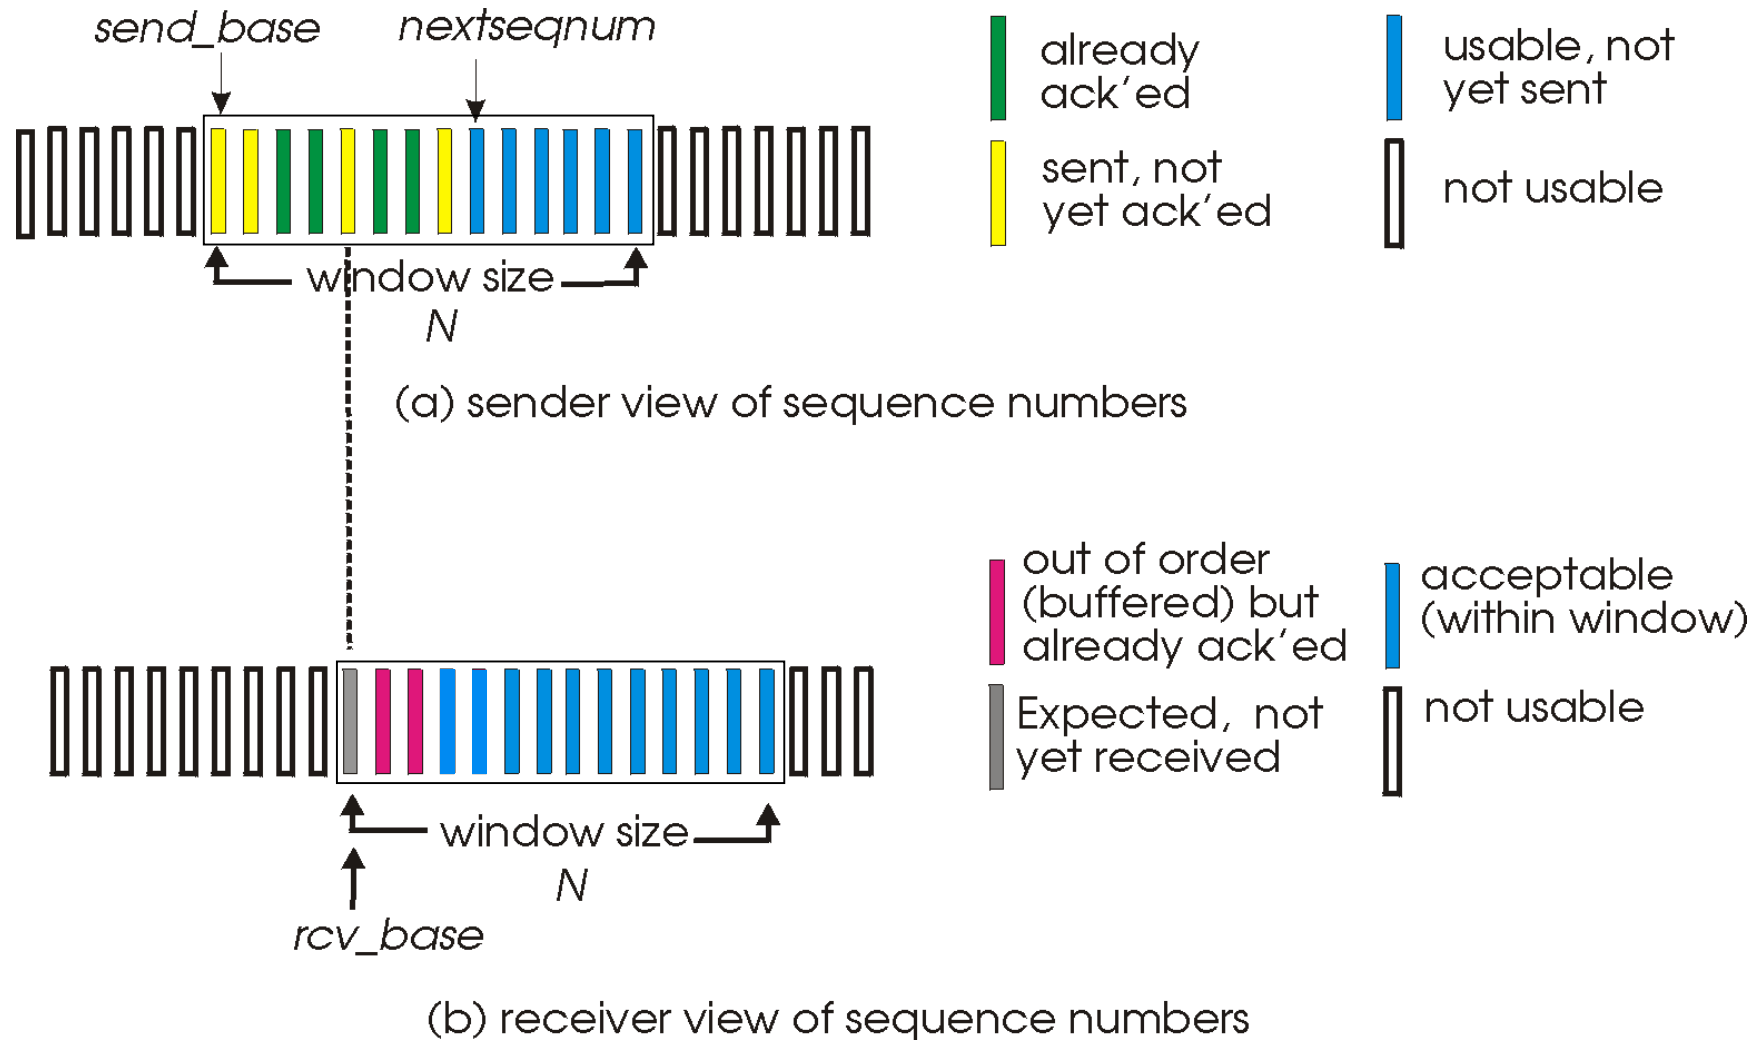 send_base
nextseqnum
already
ack'ed
usable, not
yet sent
sent, not
yet ack'ed
not usable
window size
N
(a) sender view of sequence numbers
out of order
(buffered) but
already ack'ed
acceptable
(within window)
Expected, not
yet received
not usable
window size
N
rcv_base
(b) receiver view of sequence numbers